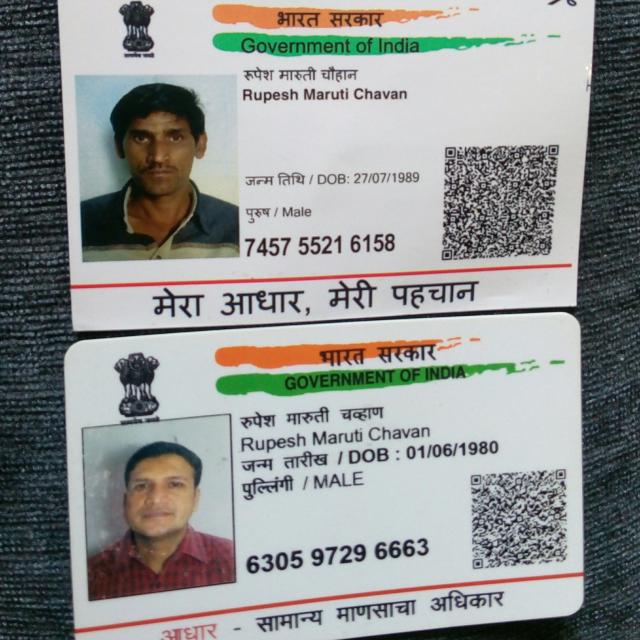 भारत सरकार
Government of India
रुपेश मारुती चौहान
Rupesh Maruti Chavan
जन्म तिथि / DOB: 27/07/1989
पुरुष / Male
7457 5521 6158
मेरा आधार, मेरी पहचान
भारत सरकार
GOVERNMENT OF INDIA
रुपेश मारुती चव्हाण
Rupesh Maruti Chavan
जन्म तारीख / DOB : 01/06/1980
पुल्लिंगी / MALE
6305 9729 6663
आधार - सामान्य माणसाचा अधिकार